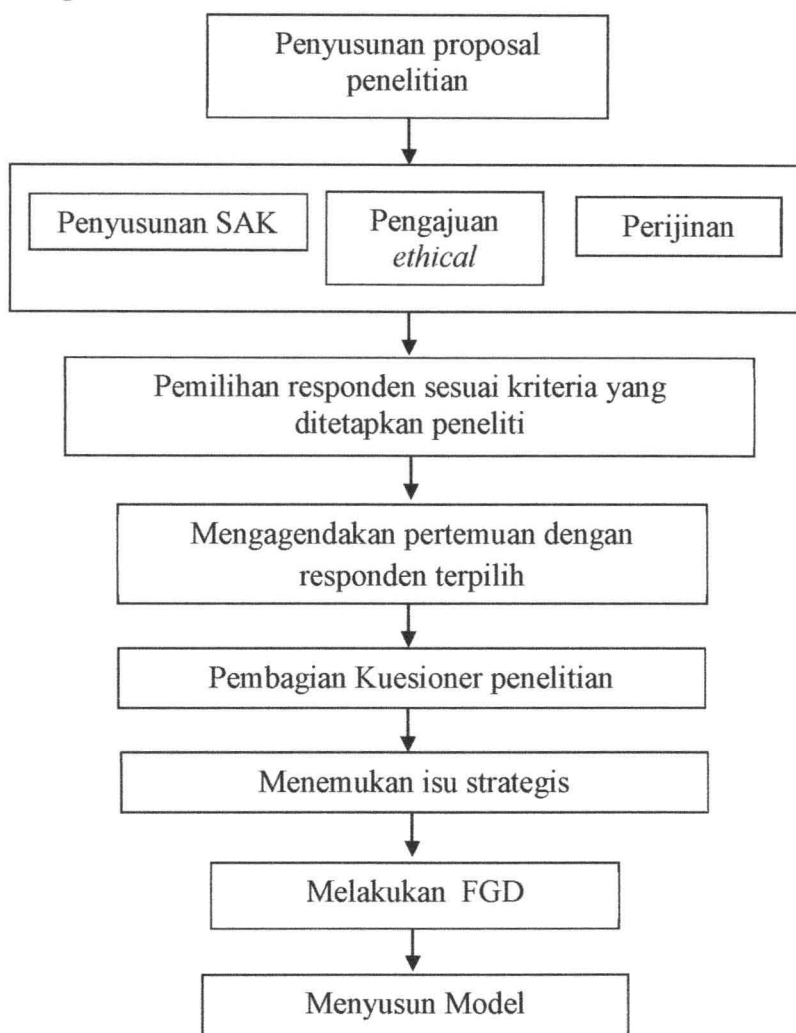 Penyusunan proposal
penelitian
Penyusunan SAK
Pengajuan
ethical
Perijinan
Pemilihan responden sesuai kriteria yang
ditetapkan peneliti
Mengagendakan pertemuan dengan
responden terpilih
Pembagian Kuesioner penelitian
Menemukan isu strategis
Melakukan FGD
Menyusun Model